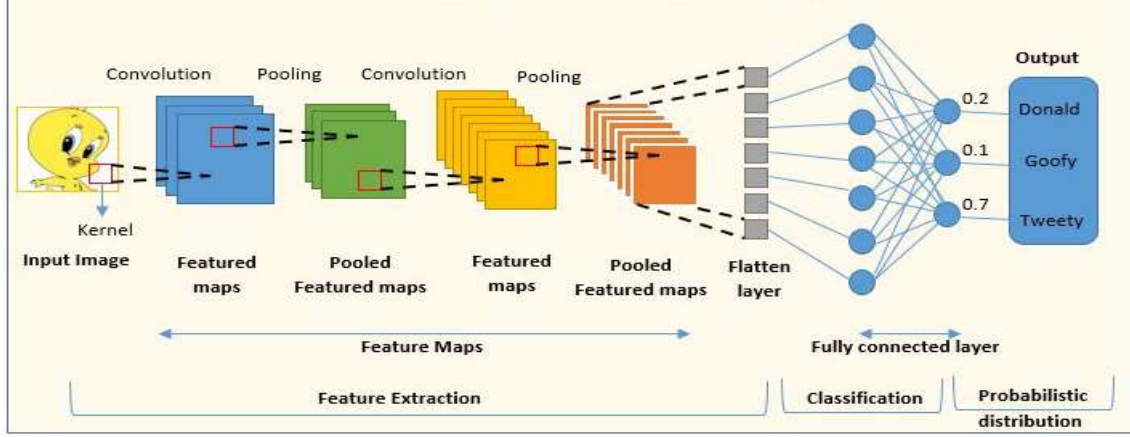 Convolution
Pooling
Convolution
Pooling
Output
0.2
Donald
0.1
Goofy
0.7
Tweety
Kernel
Input Image
Featured
maps
Pooled
Featured maps
Featured
maps
Pooled
Featured maps
Flatten
layer
Feature Maps
Fully connected layer
Feature Extraction
Classification
Probabilistic
distribution